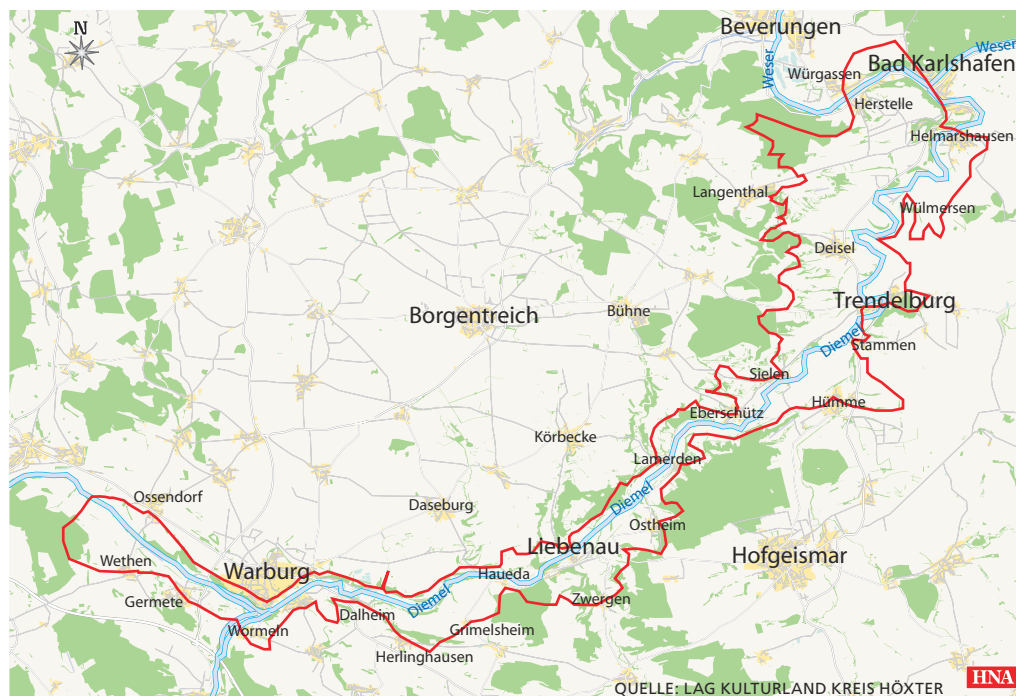 N
Beverungen
Weser
Weser
Würgassen
Bad Karlshafen
Herstelle
Helmarshausen
Langenthal
Wülmersen
Deisel
Trendelburg
Borgentreich
Bühne
Diemel
Stammen
Sielen
Hümme
Eberschütz
Körbecke
Lamerden
Ossendorf
Daseburg
Diemel
Ostheim
Liebenau
Hofgeismar
Wethen
Warburg
Haueda
Germete
Diemel
Zwergen
Dalheim
Wormeln
Grimelsheim
Herlinghausen
HNA
QUELLE: LAG KULTURLAND KREIS HÖXTER